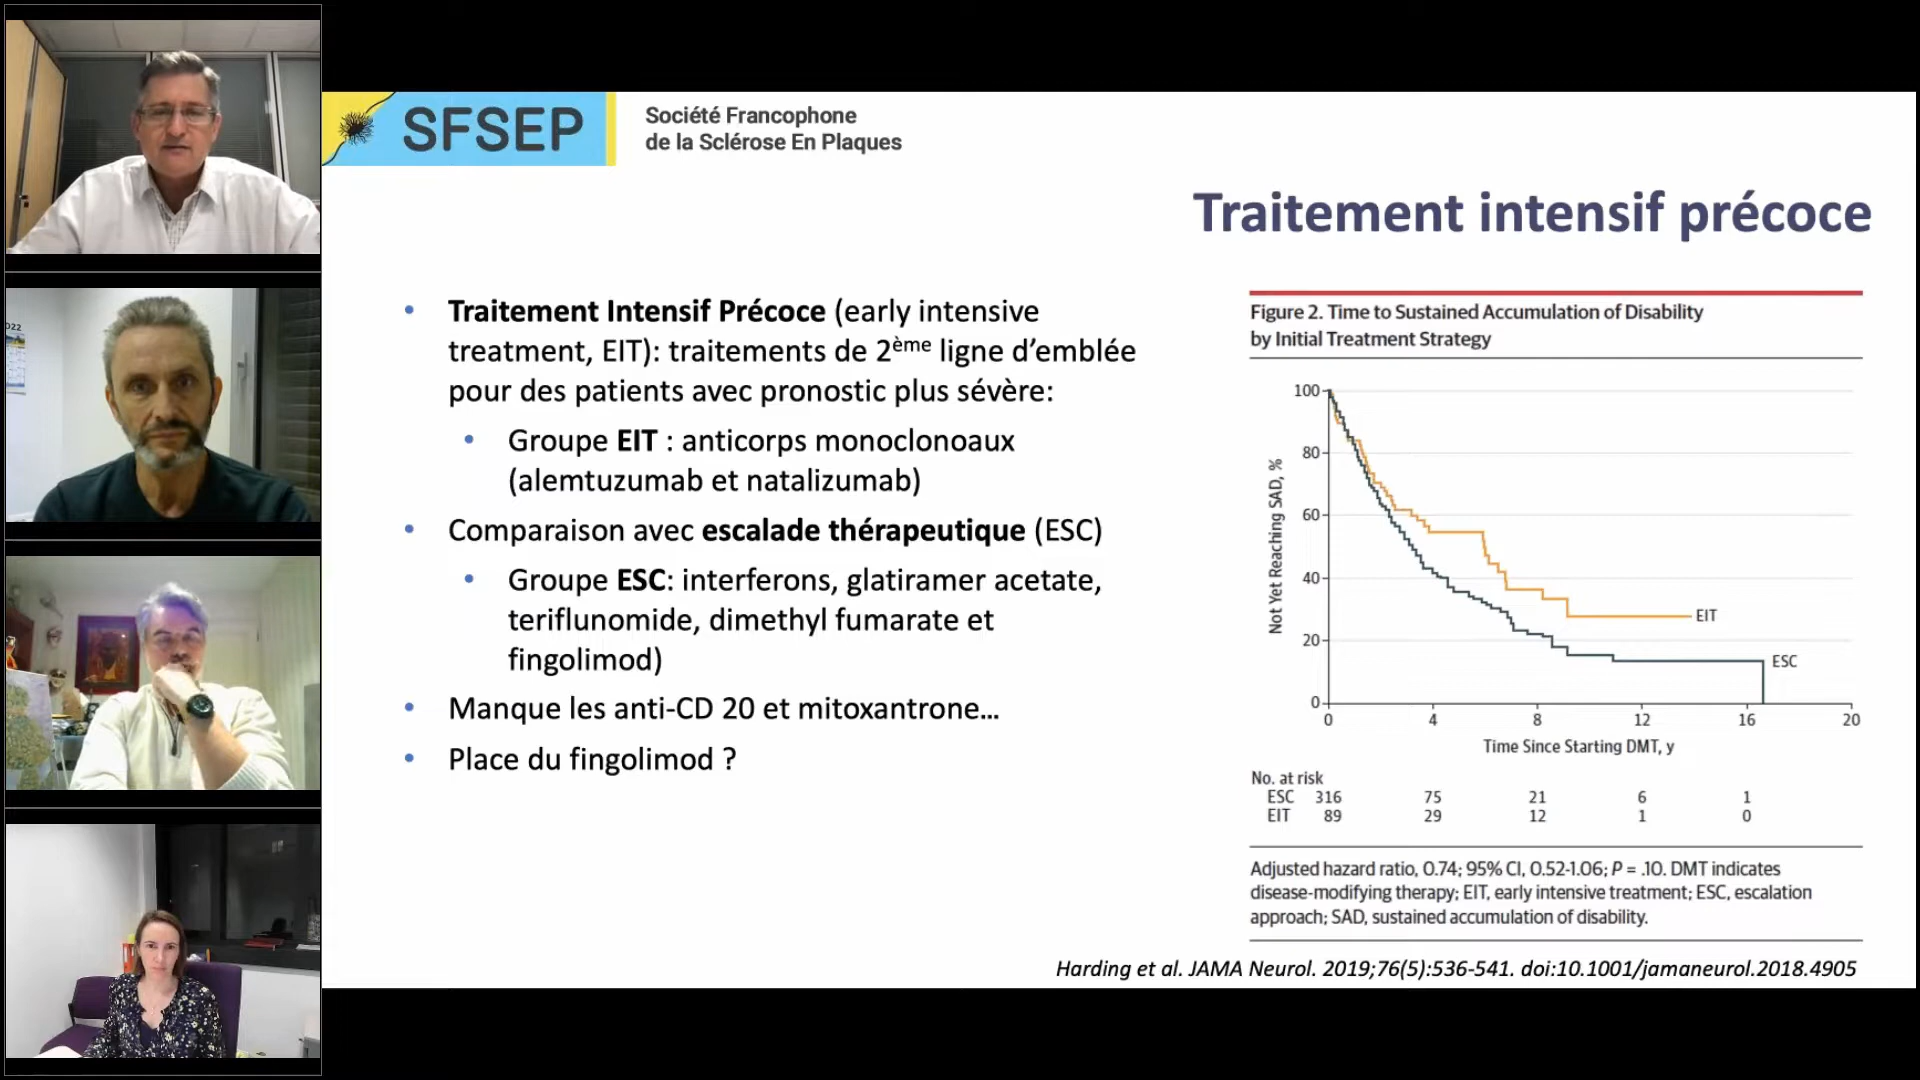 SFSEP
Société Francophone
de la Sclérose En Plaques
Traitement intensif précoce
• Traitement Intensif Précoce (early intensive
treatment, EIT): traitements de 2ème ligne d’emblée
pour des patients avec pronostic plus sévère:
• Groupe EIT : anticorps monoclonoaux
(alemtuzumab et natalizumab)
• Comparaison avec escalade thérapeutique (ESC)
• Groupe ESC: interferons, glatiramer acetate,
teriflunomide, dimethyl fumarate et
fingolimod)
• Manque les anti-CD 20 et mitoxantrone…
• Place du fingolimod ?
Figure 2. Time to Sustained Accumulation of Disability
by Initial Treatment Strategy
Not Yet Reaching SAD, %
100
80
60
40
20
0
EIT
ESC
0 4 8 12 16 20
Time Since Starting DMT, y
No. at risk
ESC 316 75 21 6 1
EIT 89 29 12 1 0
Adjusted hazard ratio, 0.74; 95% CI, 0.52-1.06; P = .10. DMT indicates
disease-modifying therapy; EIT, early intensive treatment; ESC, escalation
approach; SAD, sustained accumulation of disability.
Harding et al. JAMA Neurol. 2019;76(5):536-541. doi:10.1001/jamaneurol.2018.4905